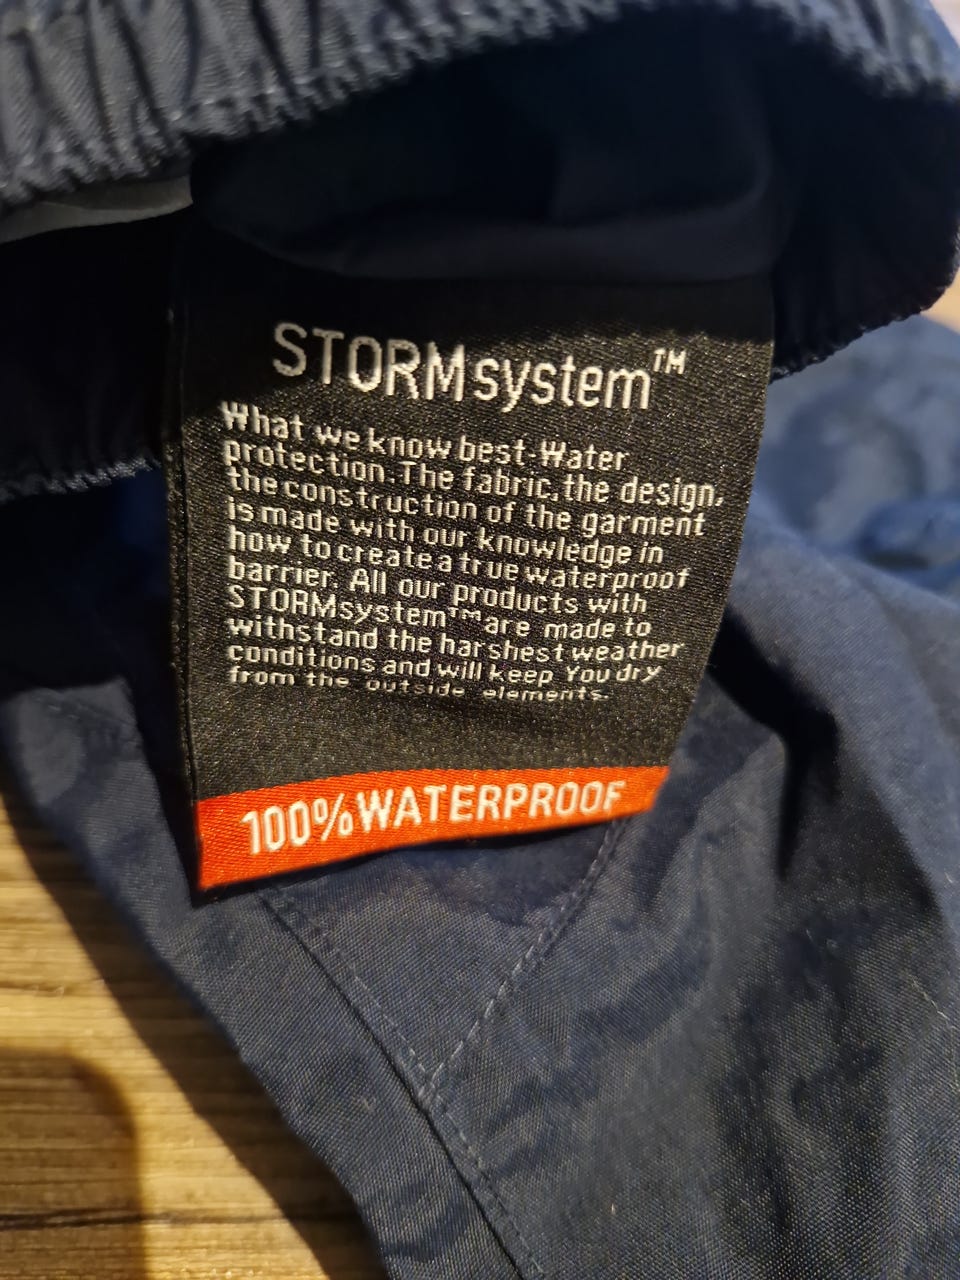 STORMsystem™
What we know best-Water
protection.The fabric,the design,
the construction of the garment
is made with our knowledge in
how to create a true waterproof
barrier. All our products with
STORMsystem™ are made to
withstand the harshest weather
conditions and will keep You dry
from the outside elements.
100% WATERPROOF